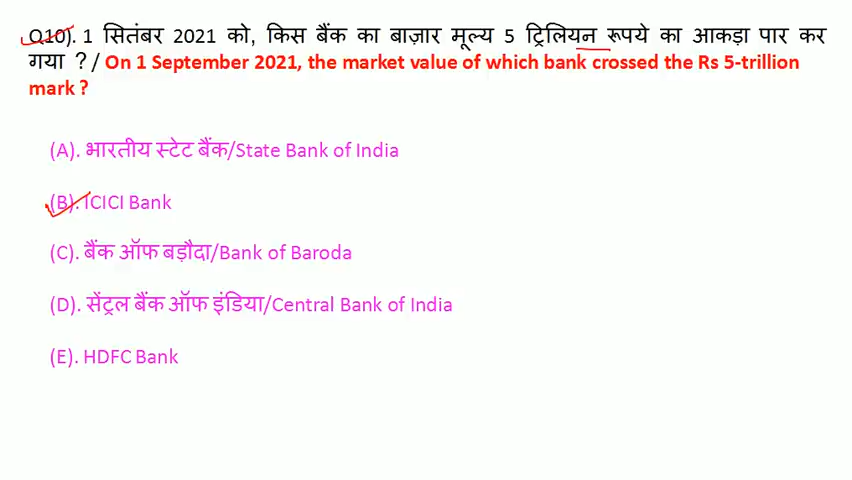 Q10). 1 सितंबर 2021 को, किस बैंक का बाज़ार मूल्य 5 ट्रिलियन रूपये का आकड़ा पार कर
गया ? / On 1 September 2021, the market value of which bank crossed the Rs 5-trillion
mark ?
(A). भारतीय स्टेट बैंक/State Bank of India
(B). ICICI Bank
(C). बैंक ऑफ बड़ौदा/Bank of Baroda
(D). सेंट्रल बैंक ऑफ इंडिया/Central Bank of India
(E). HDFC Bank